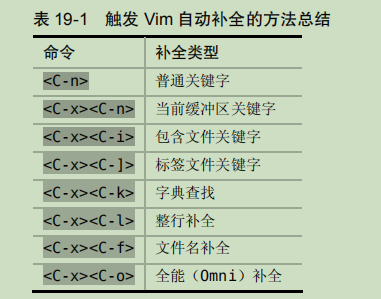 表 19-1 触发 Vim 自动补全的方法总结
命令 补全类型
<C-n> 普通关键字
<C-x><C-n> 当前缓冲区关键字
<C-x><C-i> 包含文件关键字
<C-x><C-]> 标签文件关键字
<C-x><C-k> 字典查找
<C-x><C-l> 整行补全
<C-x><C-f> 文件名补全
<C-x><C-o> 全能（Omni）补全